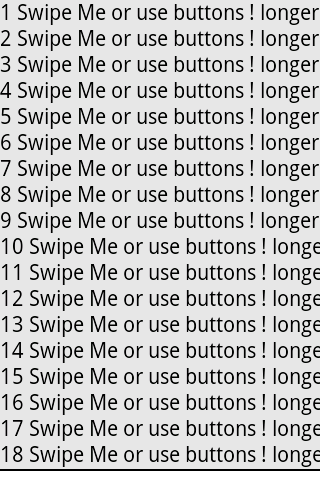 1 Swipe Me or use buttons ! longer
2 Swipe Me or use buttons ! longer
3 Swipe Me or use buttons ! longer
4 Swipe Me or use buttons ! longer
5 Swipe Me or use buttons ! longer
6 Swipe Me or use buttons ! longer
7 Swipe Me or use buttons ! longer
8 Swipe Me or use buttons ! longer
9 Swipe Me or use buttons ! longer
10 Swipe Me or use buttons ! longe
11 Swipe Me or use buttons ! longe
12 Swipe Me or use buttons ! longe
13 Swipe Me or use buttons ! longe
14 Swipe Me or use buttons ! longe
15 Swipe Me or use buttons ! longe
16 Swipe Me or use buttons ! longe
17 Swipe Me or use buttons ! longe
18 Swipe Me or use buttons ! longe